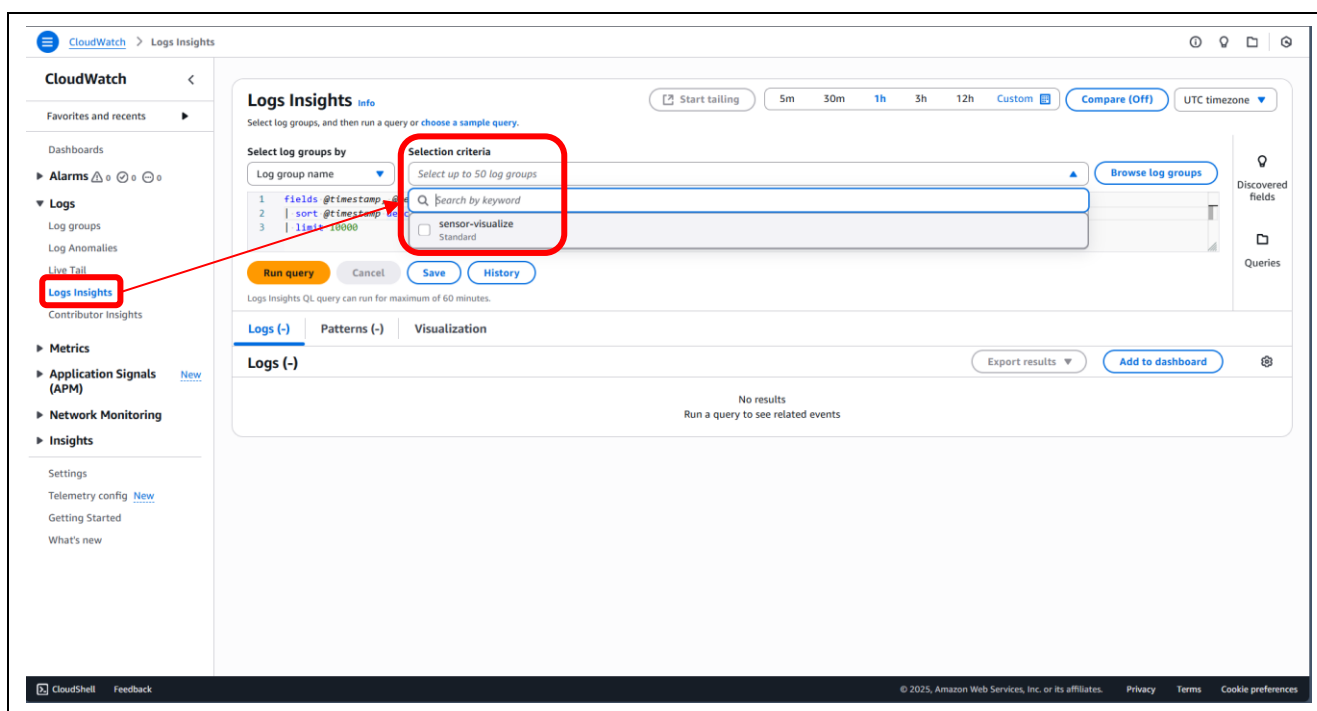 CloudWatch > Logs Insights
CloudWatch
Favorites and recents
Dashboards
Alarms 0 0 0
Logs
Log groups
Log Anomalies
Live Tail
Logs Insights
Contributor Insights
Metrics
Application Signals (APM)
New
Network Monitoring
Insights
Settings
Telemetry config New
Getting Started
What's new
Logs Insights Info
Start tailing
5m 30m 1h 3h 12h Custom
Compare (Off)
UTC timezone
Select log groups, and then run a query or choose a sample query.
Select log groups by
Log group name
Selection criteria
Select up to 50 log groups
Browse log groups
1 fields @timestamp,
2 | sort @timestamp
3 | limit 10000
Search by keyword
sensor-visualize
Standard
Discovered fields
Queries
Run query Cancel Save History
Logs Insights QL query can run for maximum of 60 minutes.
Logs (-) Patterns (-) Visualization
Logs (-)
Export results
Add to dashboard
No results
Run a query to see related events
CloudShell Feedback
© 2025, Amazon Web Services, Inc. or its affiliates. Privacy Terms Cookie preferences